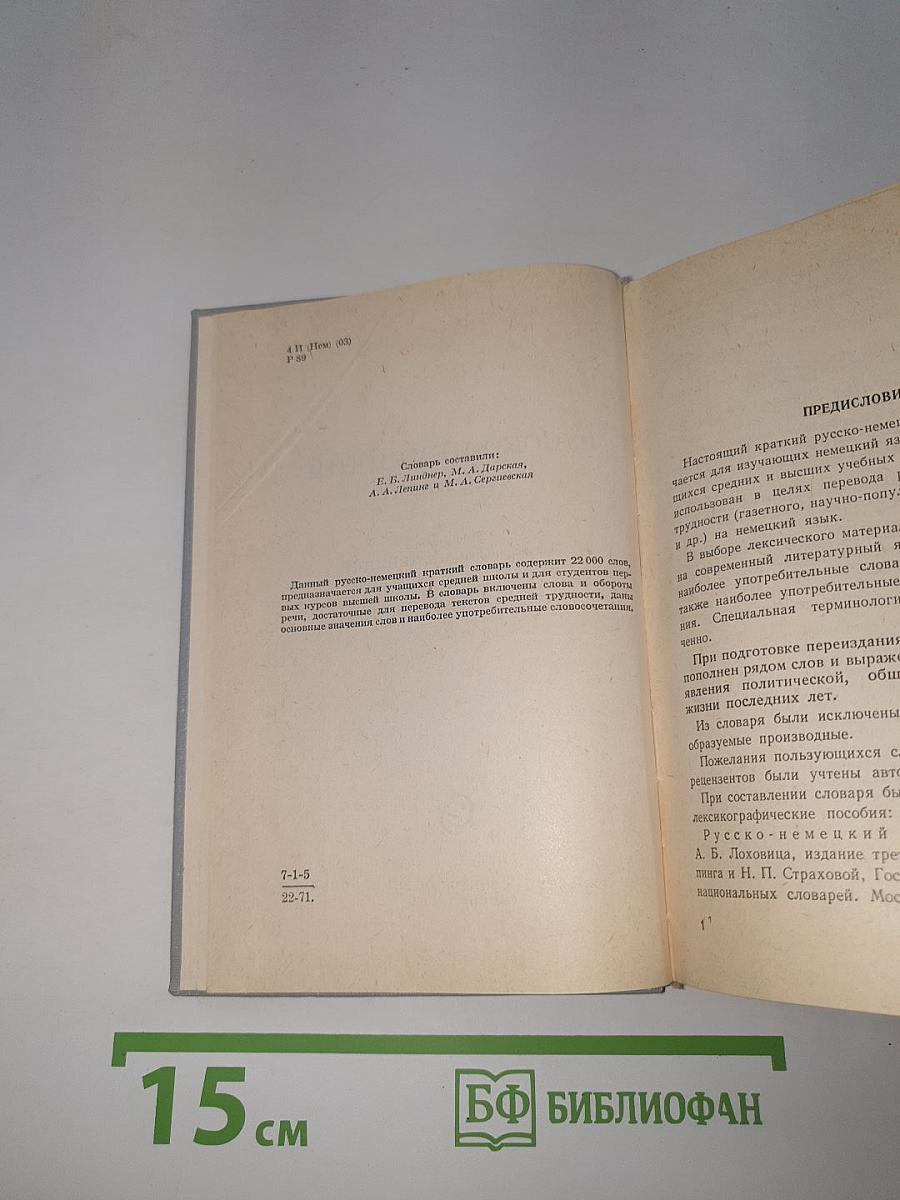 4 И (Нем) (03)
Р 89
Словарь составили:
Е. Б. Линднер, М. А. Дарская,
А. А. Лепинг и М. А. Сергиевская
Данный русско-немецкий краткий словарь содержит 22 000 слов,
предназначается для учащихся средней школы и для студентов пер-
вых курсов высшей школы. В словарь включены слова и обороты
речи, достаточные для перевода текстов средней трудности, даны
основные значения слов и наиболее употребительные словосочетания.
7-1-5
22-71.
ПРЕДИСЛОВИ
Настоящий краткий русско-немец
чается для изучающих немецкий яз
щихся средних и высших учебных
использован в целях перевода р
трудности (газетного, научно-попул
и др.) на немецкий язык.
В выборе лексического материал
на современный литературный я
наиболее употребительные слова
также наиболее употребительные
ния. Специальная терминологи
ченно.
При подготовке переиздания
пополнен рядом слов и выраже
явления политической, общ
жизни последних лет.
Из словаря были исключены
образуемые производные.
Пожелания пользующихся сл
рецензентов были учтены авто
При составлении словаря бы
лексикографические пособия:
Русско-немецкий
А. Б. Лоховица, издание трет
пинга и Н. П. Страховой, Гос
национальных словарей. Мос
1*
15 см
БФ БИБЛИОФАН